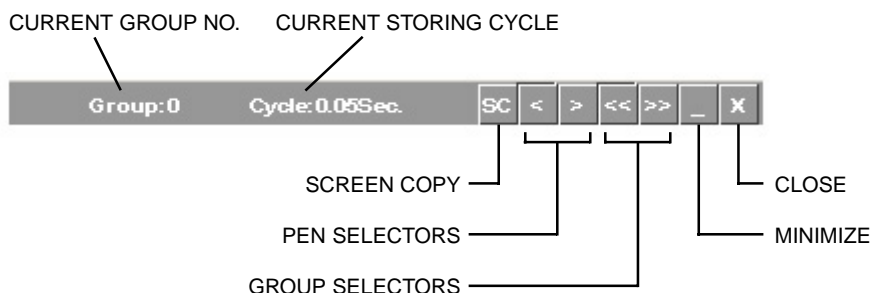 CURRENT GROUP NO. CURRENT STORING CYCLE
Group:0 Cycle:0.05Sec. SC < > << >> _ X
SCREEN COPY CLOSE
PEN SELECTORS MINIMIZE
GROUP SELECTORS